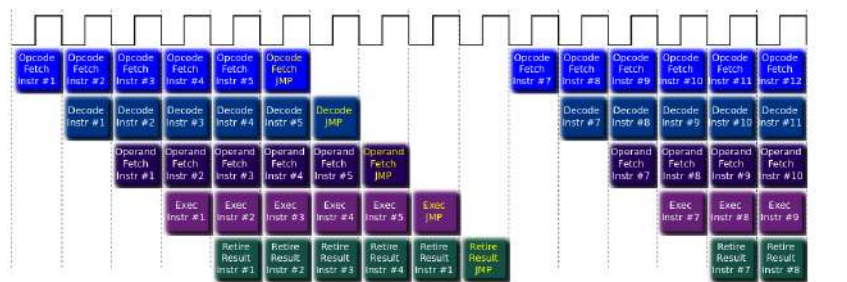 Opcode
Fetch
Instr #1
Opcode
Fetch
Instr #2
Opcode
Fetch
Instr #3
Opcode
Fetch
Instr #4
Opcode
Fetch
Instr #5
Opcode
Fetch
JMP
Opcode
Fetch
Instr #7
Opcode
Fetch
Instr #8
Opcode
Fetch
Instr #9
Opcode
Fetch
Instr #10
Opcode
Fetch
Instr #11
Opcode
Fetch
Instr #12
Decode
Instr #1
Decode
Instr #2
Decode
Instr #3
Decode
Instr #4
Decode
Instr #5
Decode
JMP
Decode
Instr #7
Decode
Instr #8
Decode
Instr #9
Decode
Instr #10
Decode
Instr #11
Operand
Fetch
Instr #1
Operand
Fetch
Instr #2
Operand
Fetch
Instr #3
Operand
Fetch
Instr #4
Operand
Fetch
Instr #5
Operand
Fetch
JMP
Operand
Fetch
Instr #7
Operand
Fetch
Instr #8
Operand
Fetch
Instr #9
Operand
Fetch
Instr #10
Exec
Instr #1
Exec
Instr #2
Exec
Instr #3
Exec
Instr #4
Exec
Instr #5
Exec
JMP
Exec
Instr #7
Exec
Instr #8
Exec
Instr #9
Retire
Result
Instr #1
Retire
Result
Instr #2
Retire
Result
Instr #3
Retire
Result
Instr #4
Retire
Result
Instr #1
Retire
Result
JMP
Retire
Result
Instr #7
Retire
Result
Instr #8